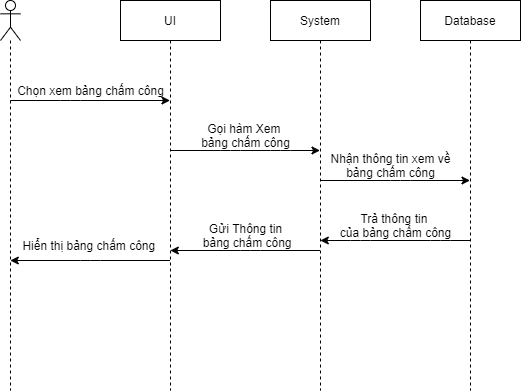 UI
System
Database
Chọn xem bảng chấm công
Gọi hàm Xem
bảng chấm công
Nhận thông tin xem về
bảng chấm công
Trả thông tin
của bảng chấm công
Gửi Thông tin
bảng chấm công
Hiển thị bảng chấm công